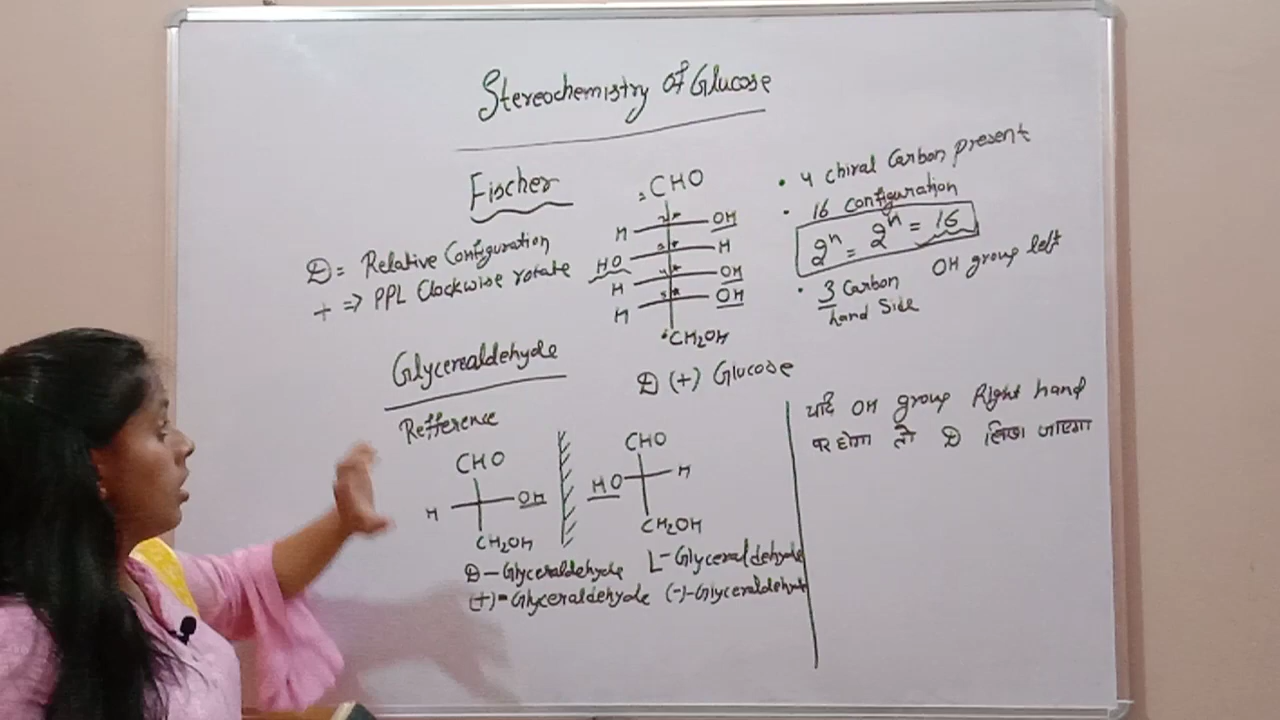 Stereochemistry Of Glucose
Fischer
D = Relative Configuration
+ => PPL Clockwise rotate
CHO
H OH
HO H
H OH
H OH
CH₂OH
D (+) Glucose
• 4 chiral Carbon present
• 16 configuration
2ⁿ = 2ⁿ = 16
• 3 Carbon OH group left
hand Side
Glyceraldehyde
Refference
CHO
H OH
CH₂OH
D-Glyceraldehyde
(+)-Glyceraldehyde
CHO
HO H
CH₂OH
L-Glyceraldehyde
(-)-Glyceraldehyde
यदि OH group Right hand
पर होगा तो D लिखा जाएगा